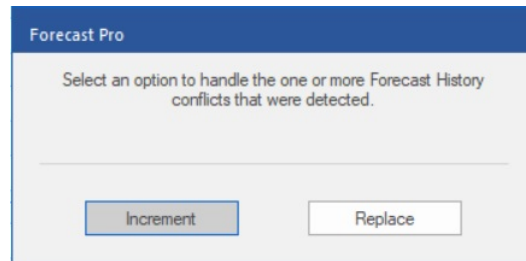 Forecast Pro
Select an option to handle the one or more Forecast History
conflicts that were detected.
Increment
Replace